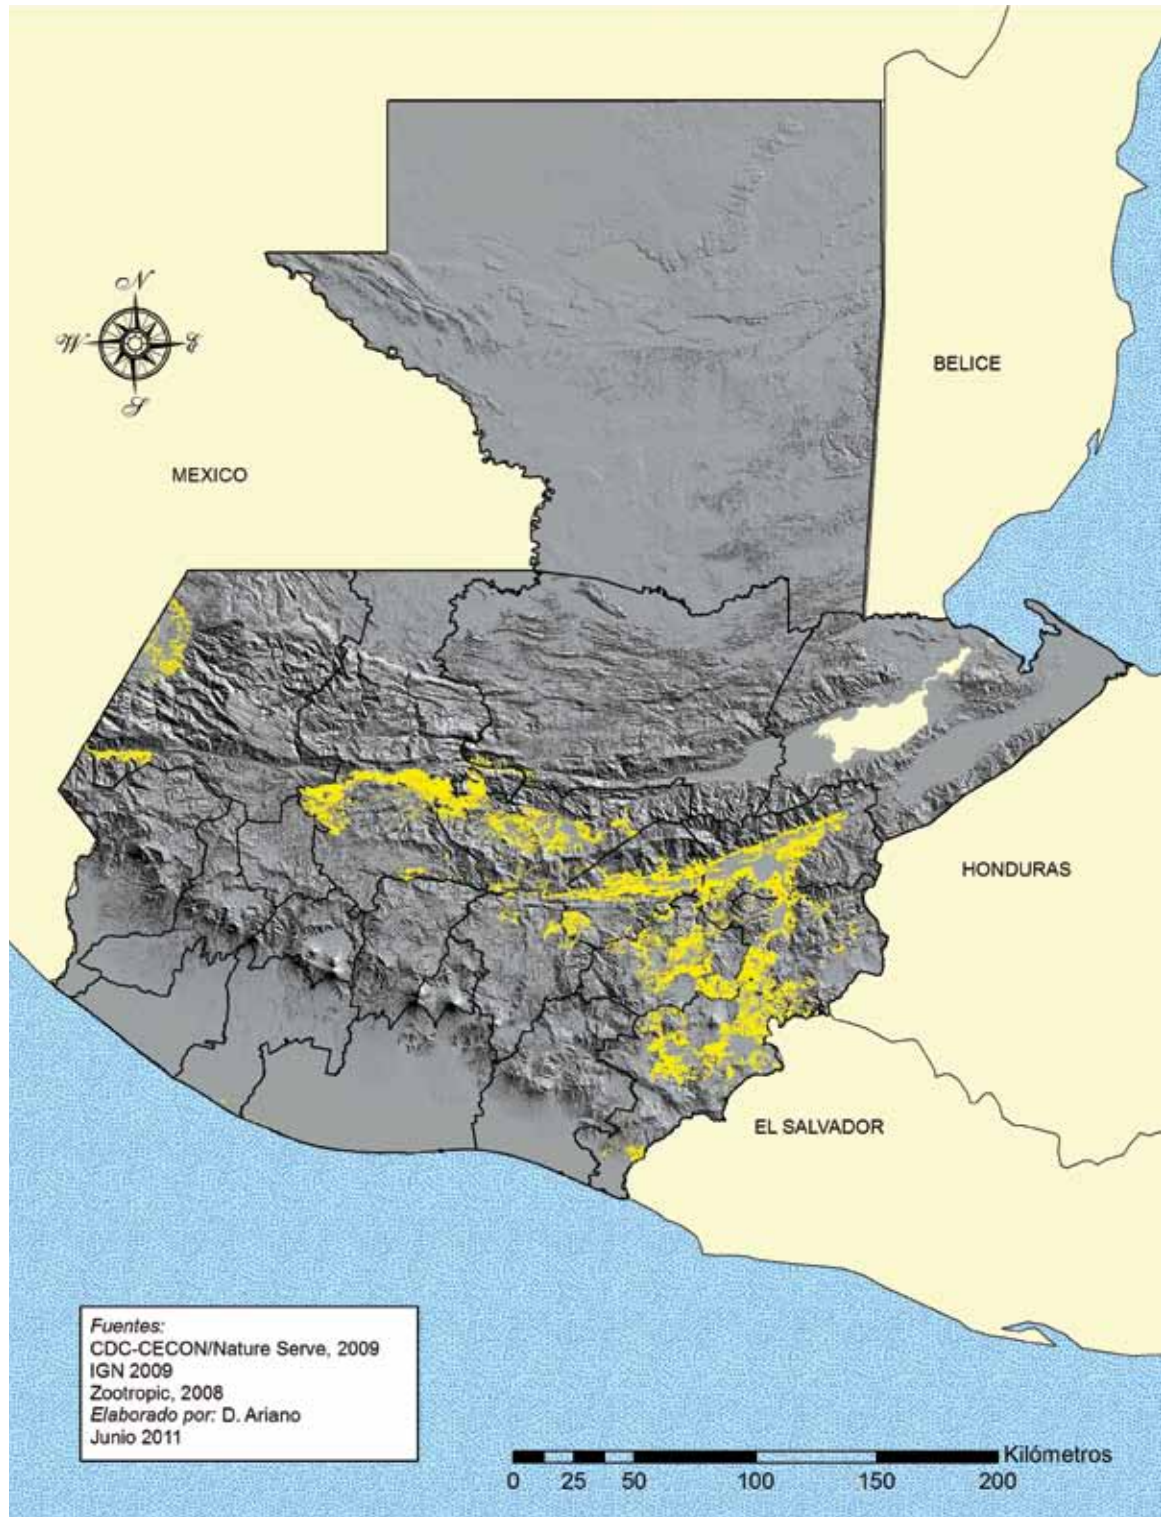 N
W E
S
BELICE
MEXICO
HONDURAS
EL SALVADOR
Fuentes:
CDC-CECON/Nature Serve, 2009
IGN 2009
Zootropic, 2008
Elaborado por: D. Ariano
Junio 2011
Kilómetros
0 25 50 100 150 200